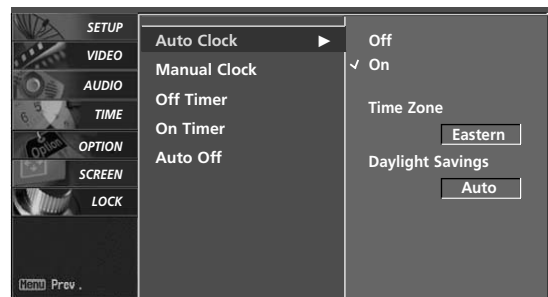 SETUP
VIDEO
AUDIO
TIME
OPTION
SCREEN
LOCK
Menu Prev.
Auto Clock ▶
Manual Clock
Off Timer
On Timer
Auto Off
Off
✓ On
Time Zone
Eastern
Daylight Savings
Auto